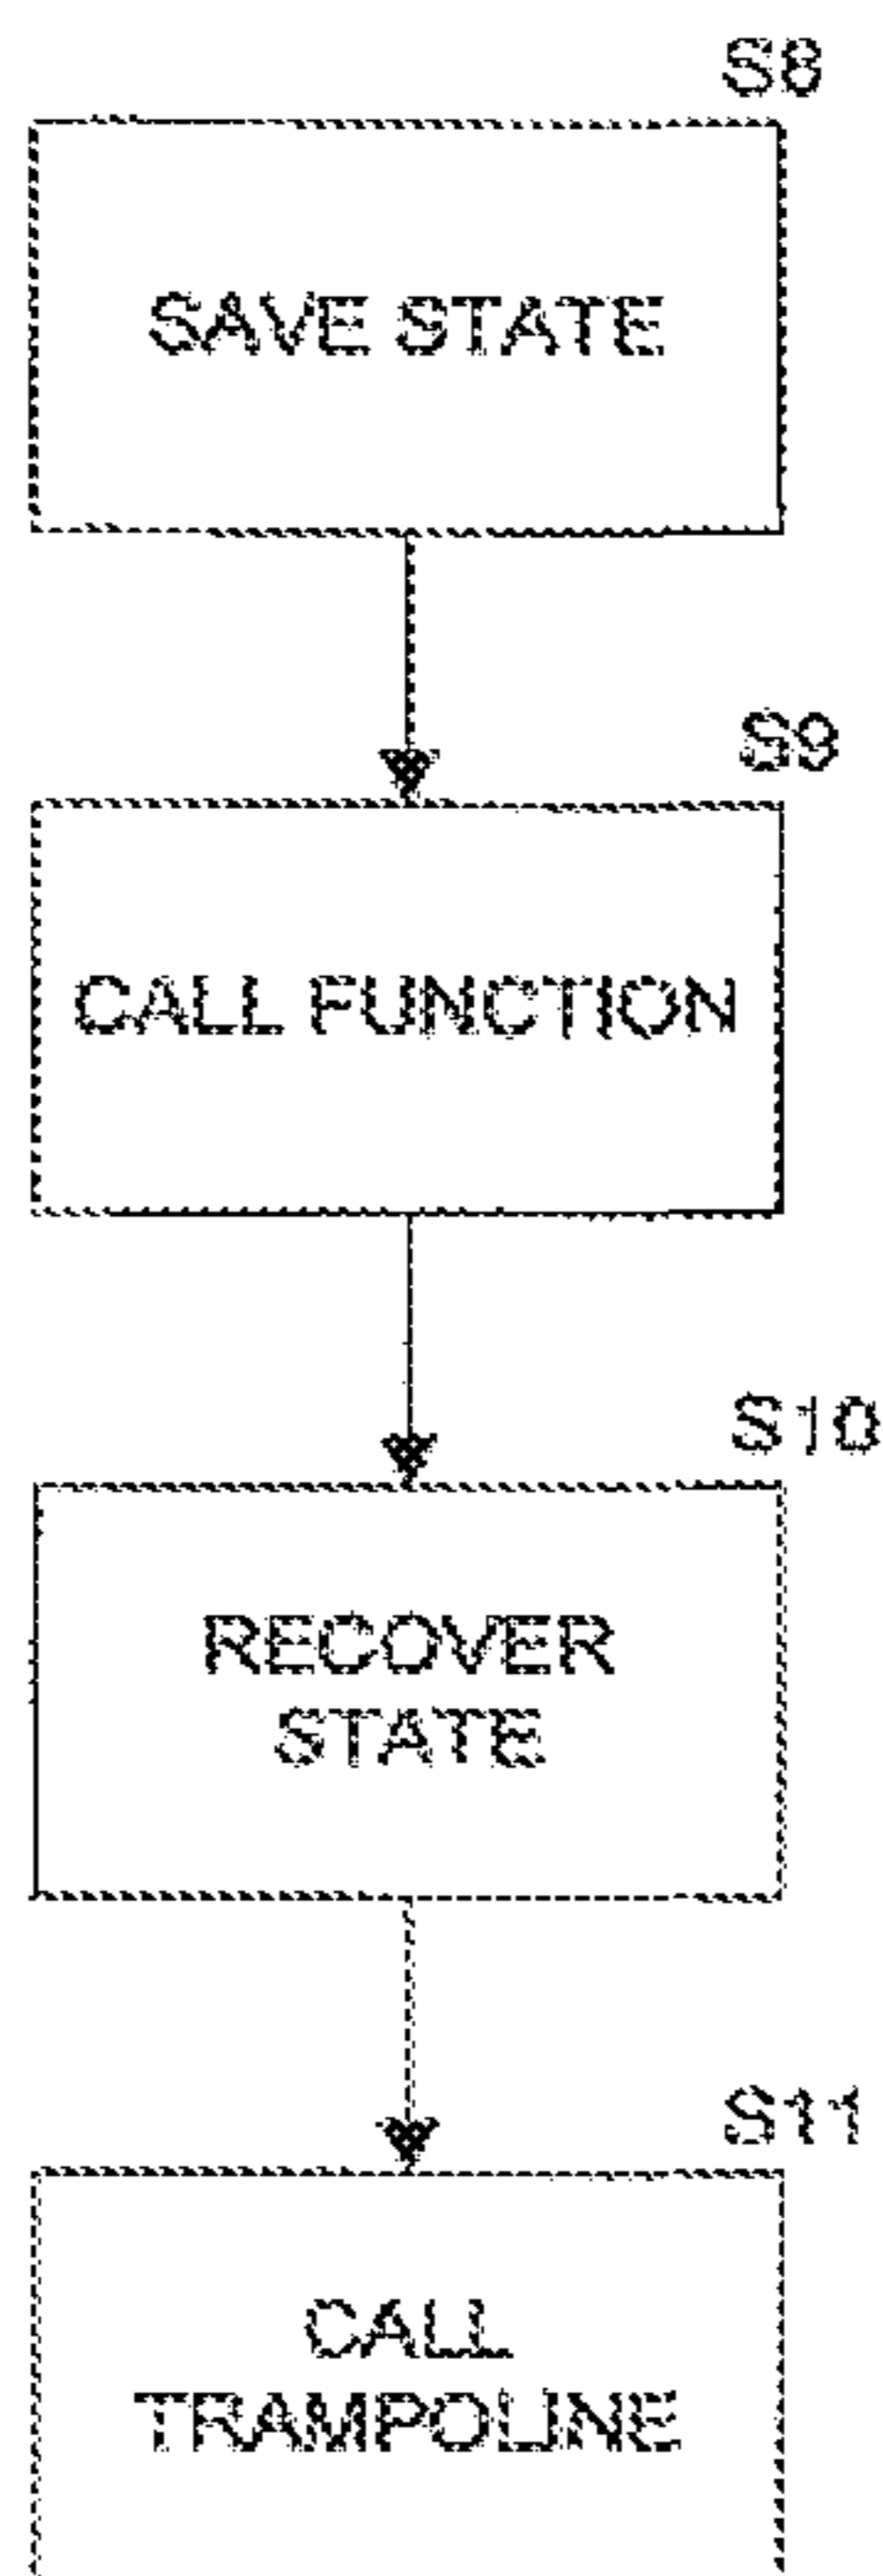 S8
SAVE STATE
S9
CALL FUNCTION
S10
RECOVER
STATE
S11
CALL
TRAMPOLINE